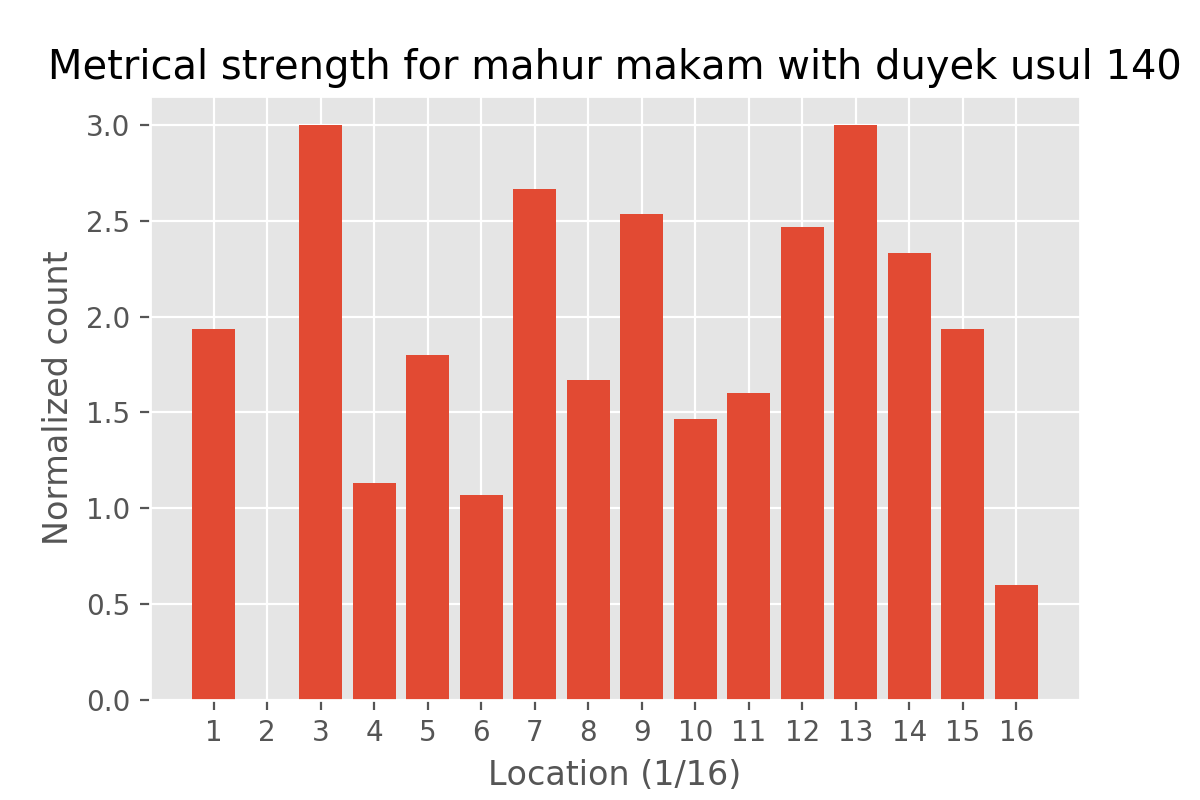 Metrical strength for mahur makam with duyek usul 140
Normalized count
3.0
2.5
2.0
1.5
1.0
0.5
0.0
1 2 3 4 5 6 7 8 9 10 11 12 13 14 15 16
Location (1/16)